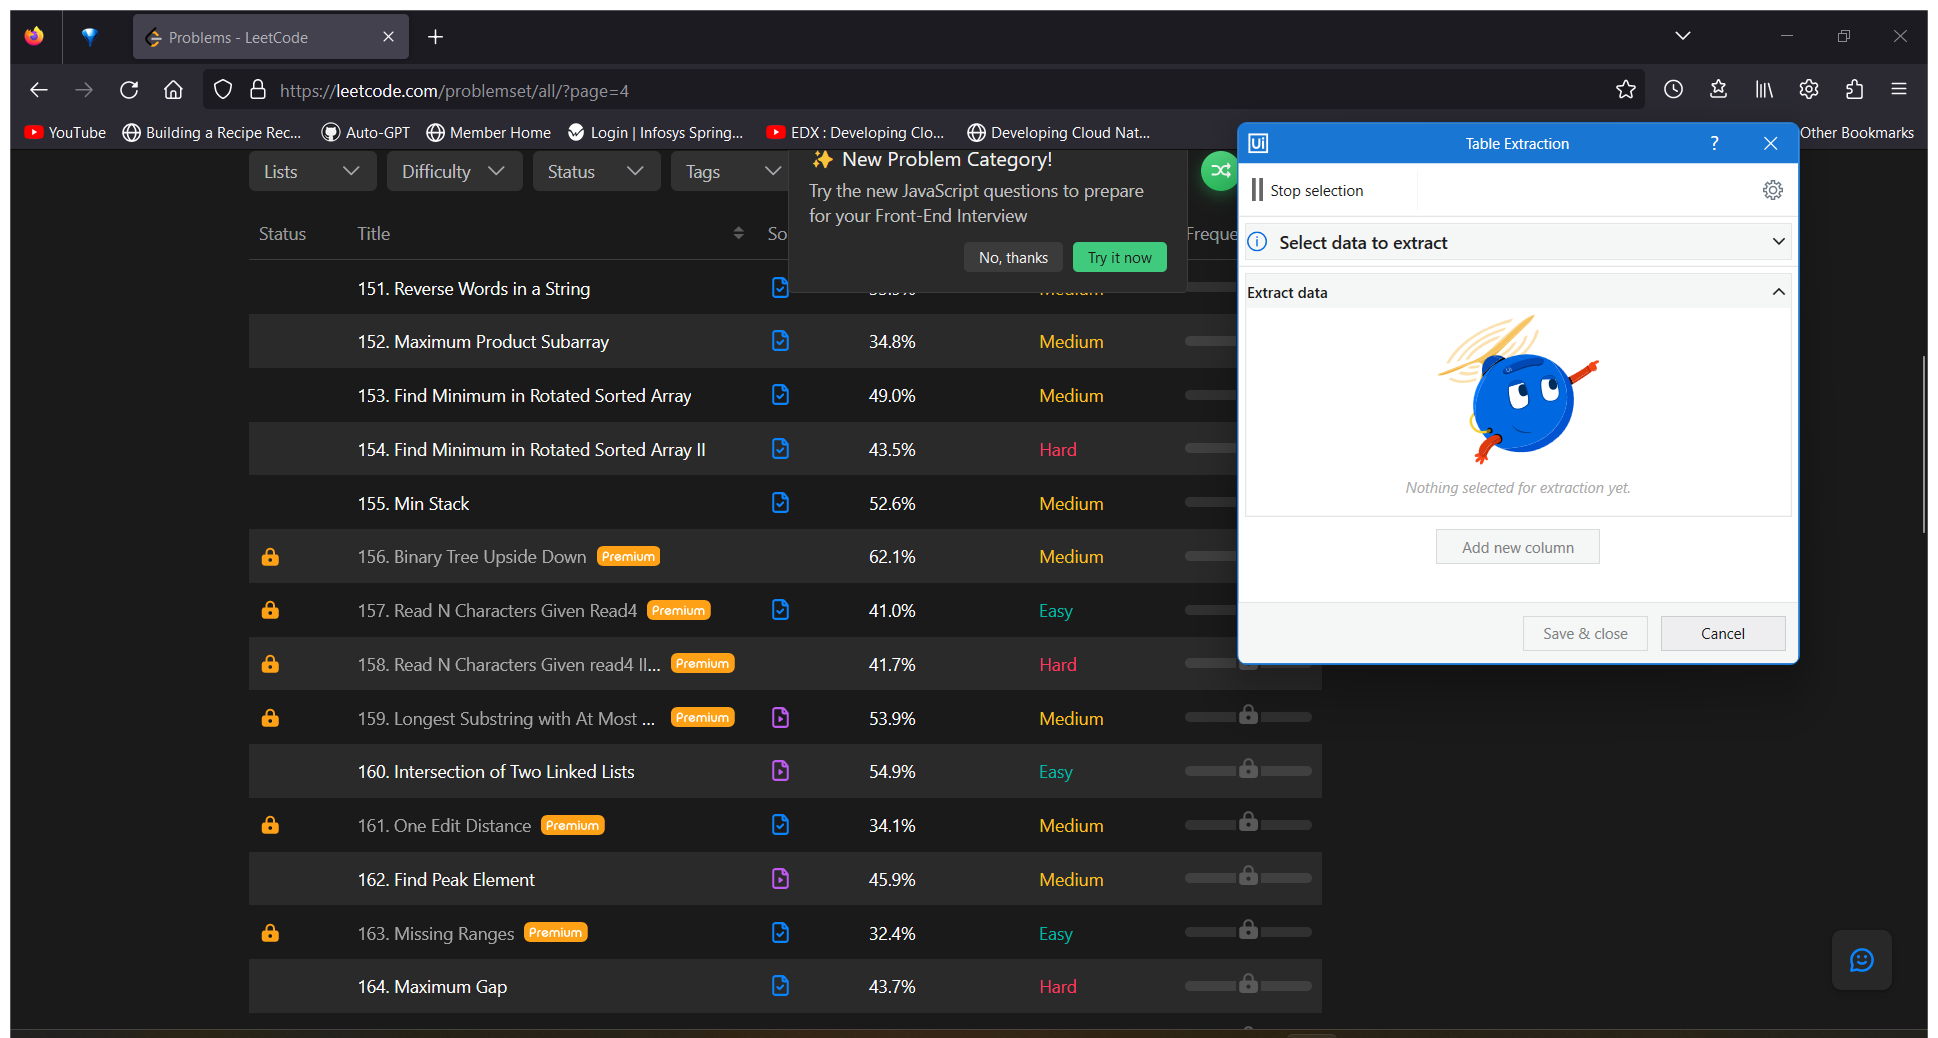 Problems - LeetCode
https://leetcode.com/problemset/all/?page=4
YouTube Building a Recipe Rec... Auto-GPT Member Home Login | Infosys Spring... EDX : Developing Clo... Developing Cloud Nat... Other Bookmarks
Lists Difficulty Status Tags
✨ New Problem Category!
Try the new JavaScript questions to prepare
for your Front-End Interview
No, thanks Try it now
Status Title So Freque
151. Reverse Words in a String Medium
152. Maximum Product Subarray 34.8% Medium
153. Find Minimum in Rotated Sorted Array 49.0% Medium
154. Find Minimum in Rotated Sorted Array II 43.5% Hard
155. Min Stack 52.6% Medium
156. Binary Tree Upside Down Premium 62.1% Medium
157. Read N Characters Given Read4 Premium 41.0% Easy
158. Read N Characters Given read4 II... Premium 41.7% Hard
159. Longest Substring with At Most ... Premium 53.9% Medium
160. Intersection of Two Linked Lists 54.9% Easy
161. One Edit Distance Premium 34.1% Medium
162. Find Peak Element 45.9% Medium
163. Missing Ranges Premium 32.4% Easy
164. Maximum Gap 43.7% Hard
Ui Table Extraction ?
Stop selection
Select data to extract
Extract data
Nothing selected for extraction yet.
Add new column
Save & close Cancel